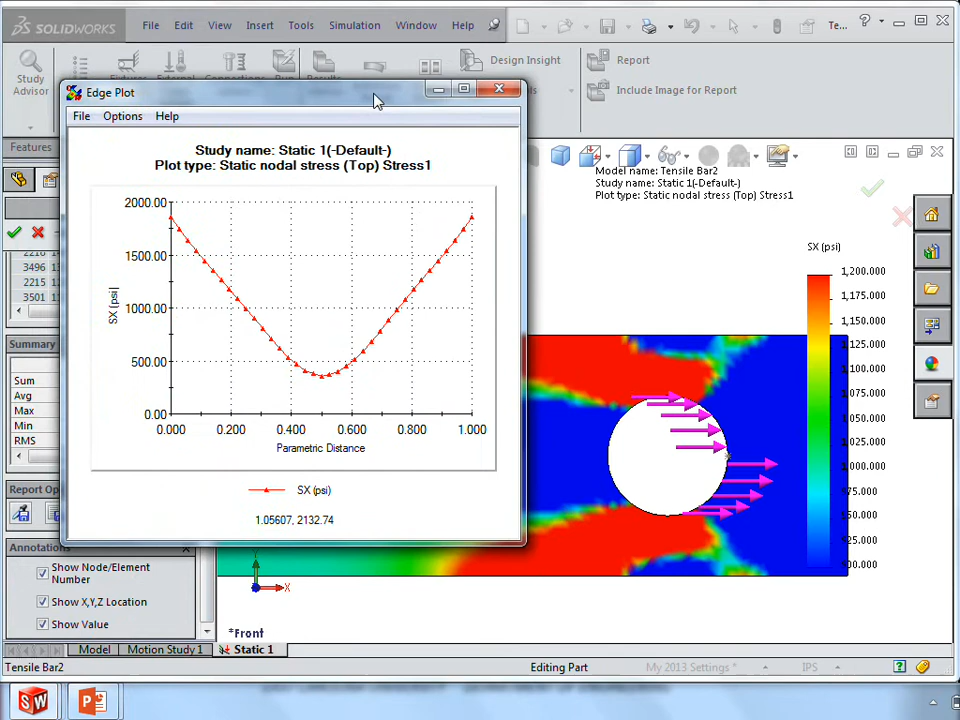 SOLIDWORKS
File Edit View Insert Tools Simulation Window Help
Te...
Study
Advisor
Design Insight
Report
Include Image for Report
Features
Edge Plot
File Options Help
Study name: Static 1(-Default-)
Plot type: Static nodal stress (Top) Stress1
2000.00
1500.00
1000.00
500.00
0.00
SX (psi)
0.000 0.200 0.400 0.600 0.800 1.000
Parametric Distance
SX (psi)
1.05607, 2132.74
Model name: Tensile Bar2
Study name: Static 1(-Default-)
Plot type: Static nodal stress (Top) Stress1
SX (psi)
1,200.000
1,175.000
1,150.000
1,125.000
1,100.000
1,075.000
1,050.000
1,025.000
1,000.000
975.000
950.000
925.000
900.000
3496
2215
3501
Summary
Sum
Avg
Max
Min
RMS
Report Op
Annotations
Show Node/Element
Number
Show X,Y,Z Location
Show Value
X
*Front
Model Motion Study 1 Static 1
Tensile Bar2
Editing Part
My 2013 Settings *
IPS